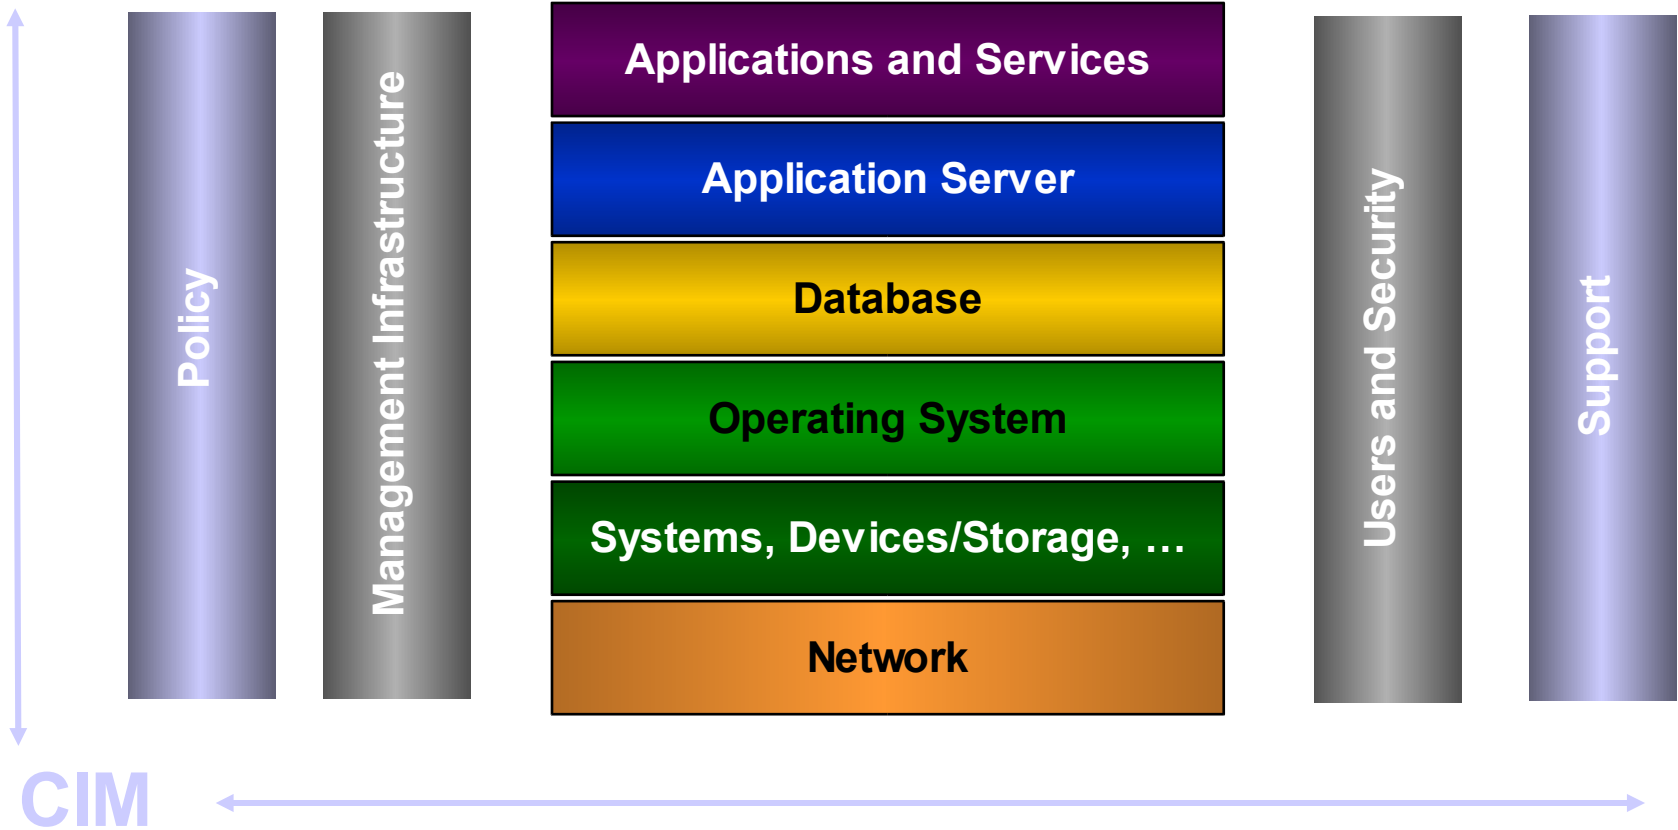 Policy
Management Infrastructure
Applications and Services
Application Server
Database
Operating System
Systems, Devices/Storage, …
Network
Users and Security
Support
CIM